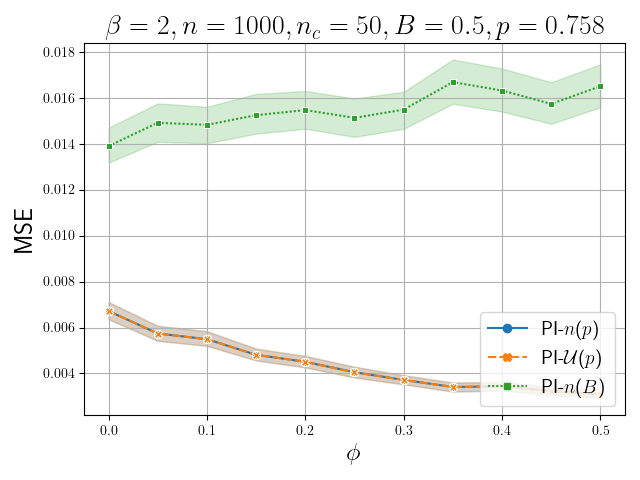 β = 2, n = 1000, n_c = 50, B = 0.5, p = 0.758
0.018
0.016
0.014
0.012
0.010
0.008
0.006
0.004
MSE
PI-n(p)
PI-𝒰(p)
PI-n(B)
0.0 0.1 0.2 0.3 0.4 0.5
ϕ